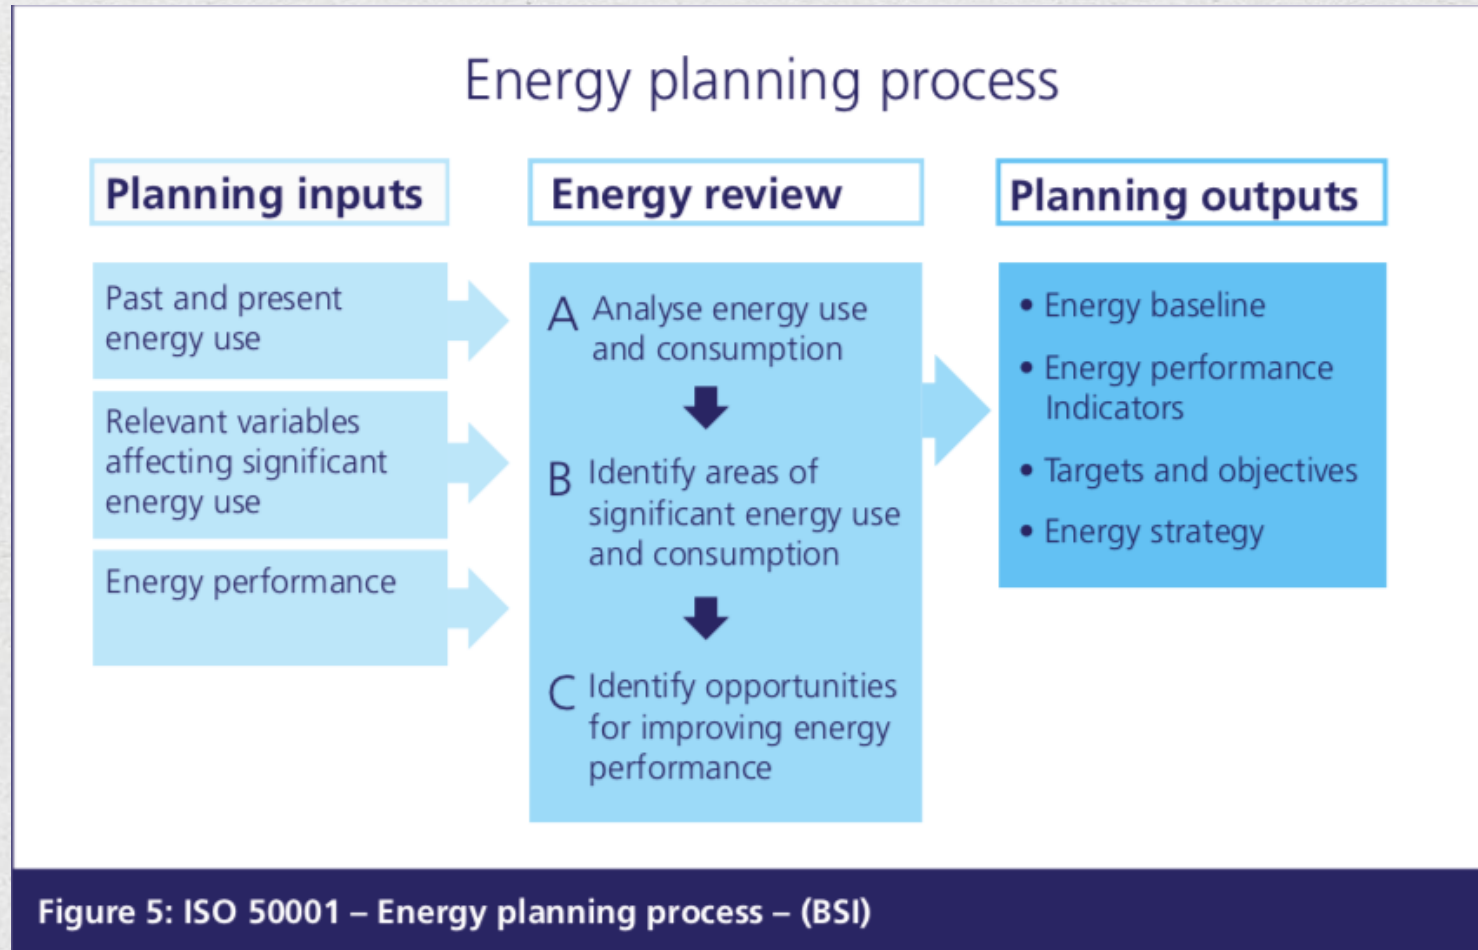 Energy planning process
Planning inputs
Past and present
energy use
Relevant variables
affecting significant
energy use
Energy performance
Energy review
A Analyse energy use
and consumption
B Identify areas of
significant energy use
and consumption
C Identify opportunities
for improving energy
performance
Planning outputs
• Energy baseline
• Energy performance
Indicators
• Targets and objectives
• Energy strategy
Figure 5: ISO 50001 – Energy planning process – (BSI)